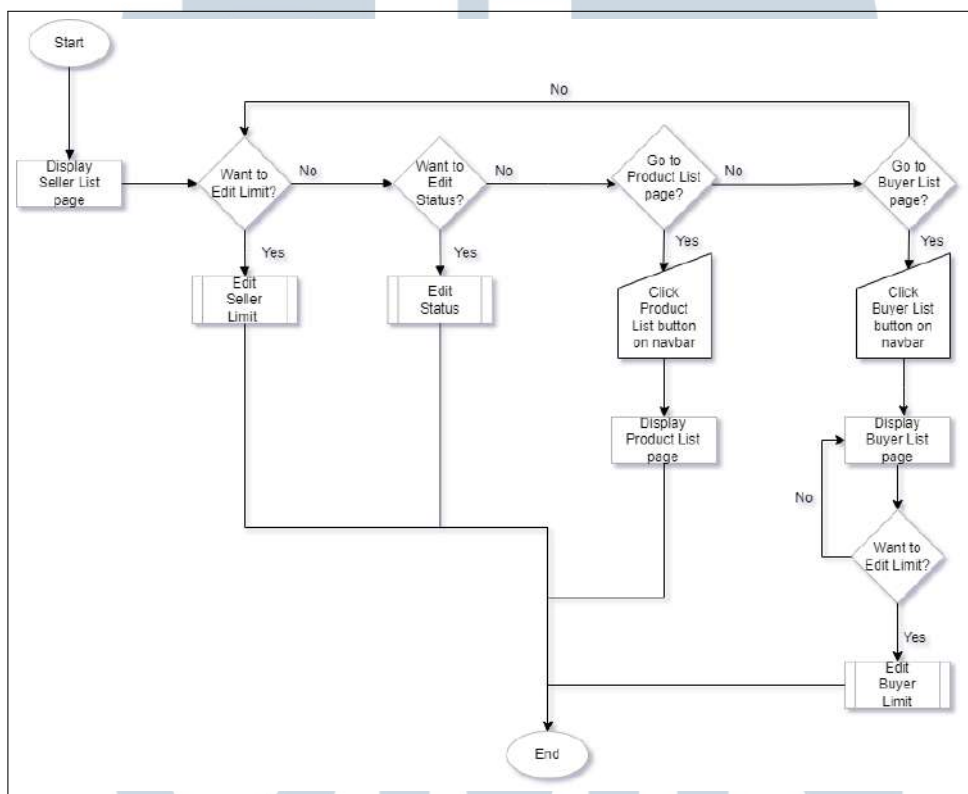 Start
No
Display
Seller List
page
Want to
Edit Limit?
No
Want to
Edit
Status?
No
Go to
Product List
page?
No
Go to
Buyer List
page?
Yes
Yes
Yes
Yes
Edit
Seller
Limit
Edit
Status
Click
Product
List button
on navbar
Click
Buyer List
button on
navbar
Display
Product List
page
Display
Buyer List
page
No
Want to
Edit Limit?
Yes
Edit
Buyer
Limit
End